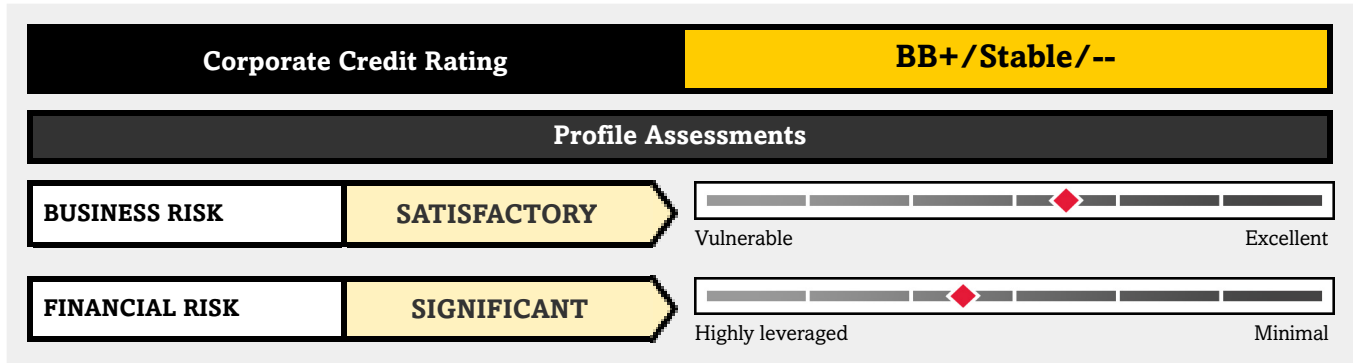 Corporate Credit Rating
BB+/Stable/--
Profile Assessments
BUSINESS RISK
SATISFACTORY
Vulnerable
Excellent
FINANCIAL RISK
SIGNIFICANT
Highly leveraged
Minimal